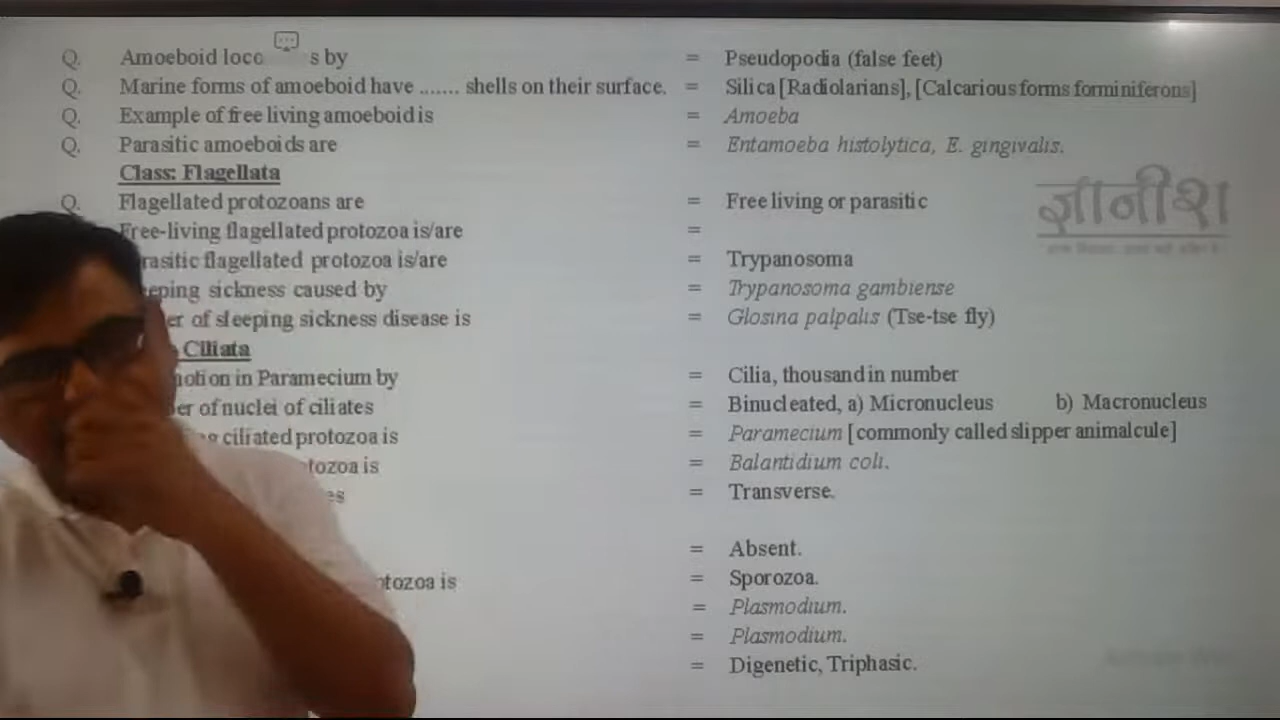 Q. Amoeboid loco s by = Pseudopodia (false feet)
Q. Marine forms of amoeboid have ....... shells on their surface. = Silica [Radiolarians], [Calcarious forms forminiferons]
Q. Example of free living amoeboid is = Amoeba
Q. Parasitic amoeboids are = Entamoeba histolytica, E. gingivalis.
Class: Flagellata
Q. Flagellated protozoans are = Free living or parasitic
Free-living flagellated protozoa is/are =
rasitic flagellated protozoa is/are = Trypanosoma
eping sickness caused by = Trypanosoma gambiense
er of sleeping sickness disease is = Glosina palpalis (Tse-tse fly)
Ciliata
notion in Paramecium by = Cilia, thousand in number
er of nuclei of ciliates = Binucleated, a) Micronucleus b) Macronucleus
ciliated protozoa is = Paramecium [commonly called slipper animalcule]
tozoa is = Balantidium coli.
es = Transverse.
= Absent.
tozoa is = Sporozoa.
= Plasmodium.
= Plasmodium.
= Digenetic, Triphasic.
ज्ञानीश